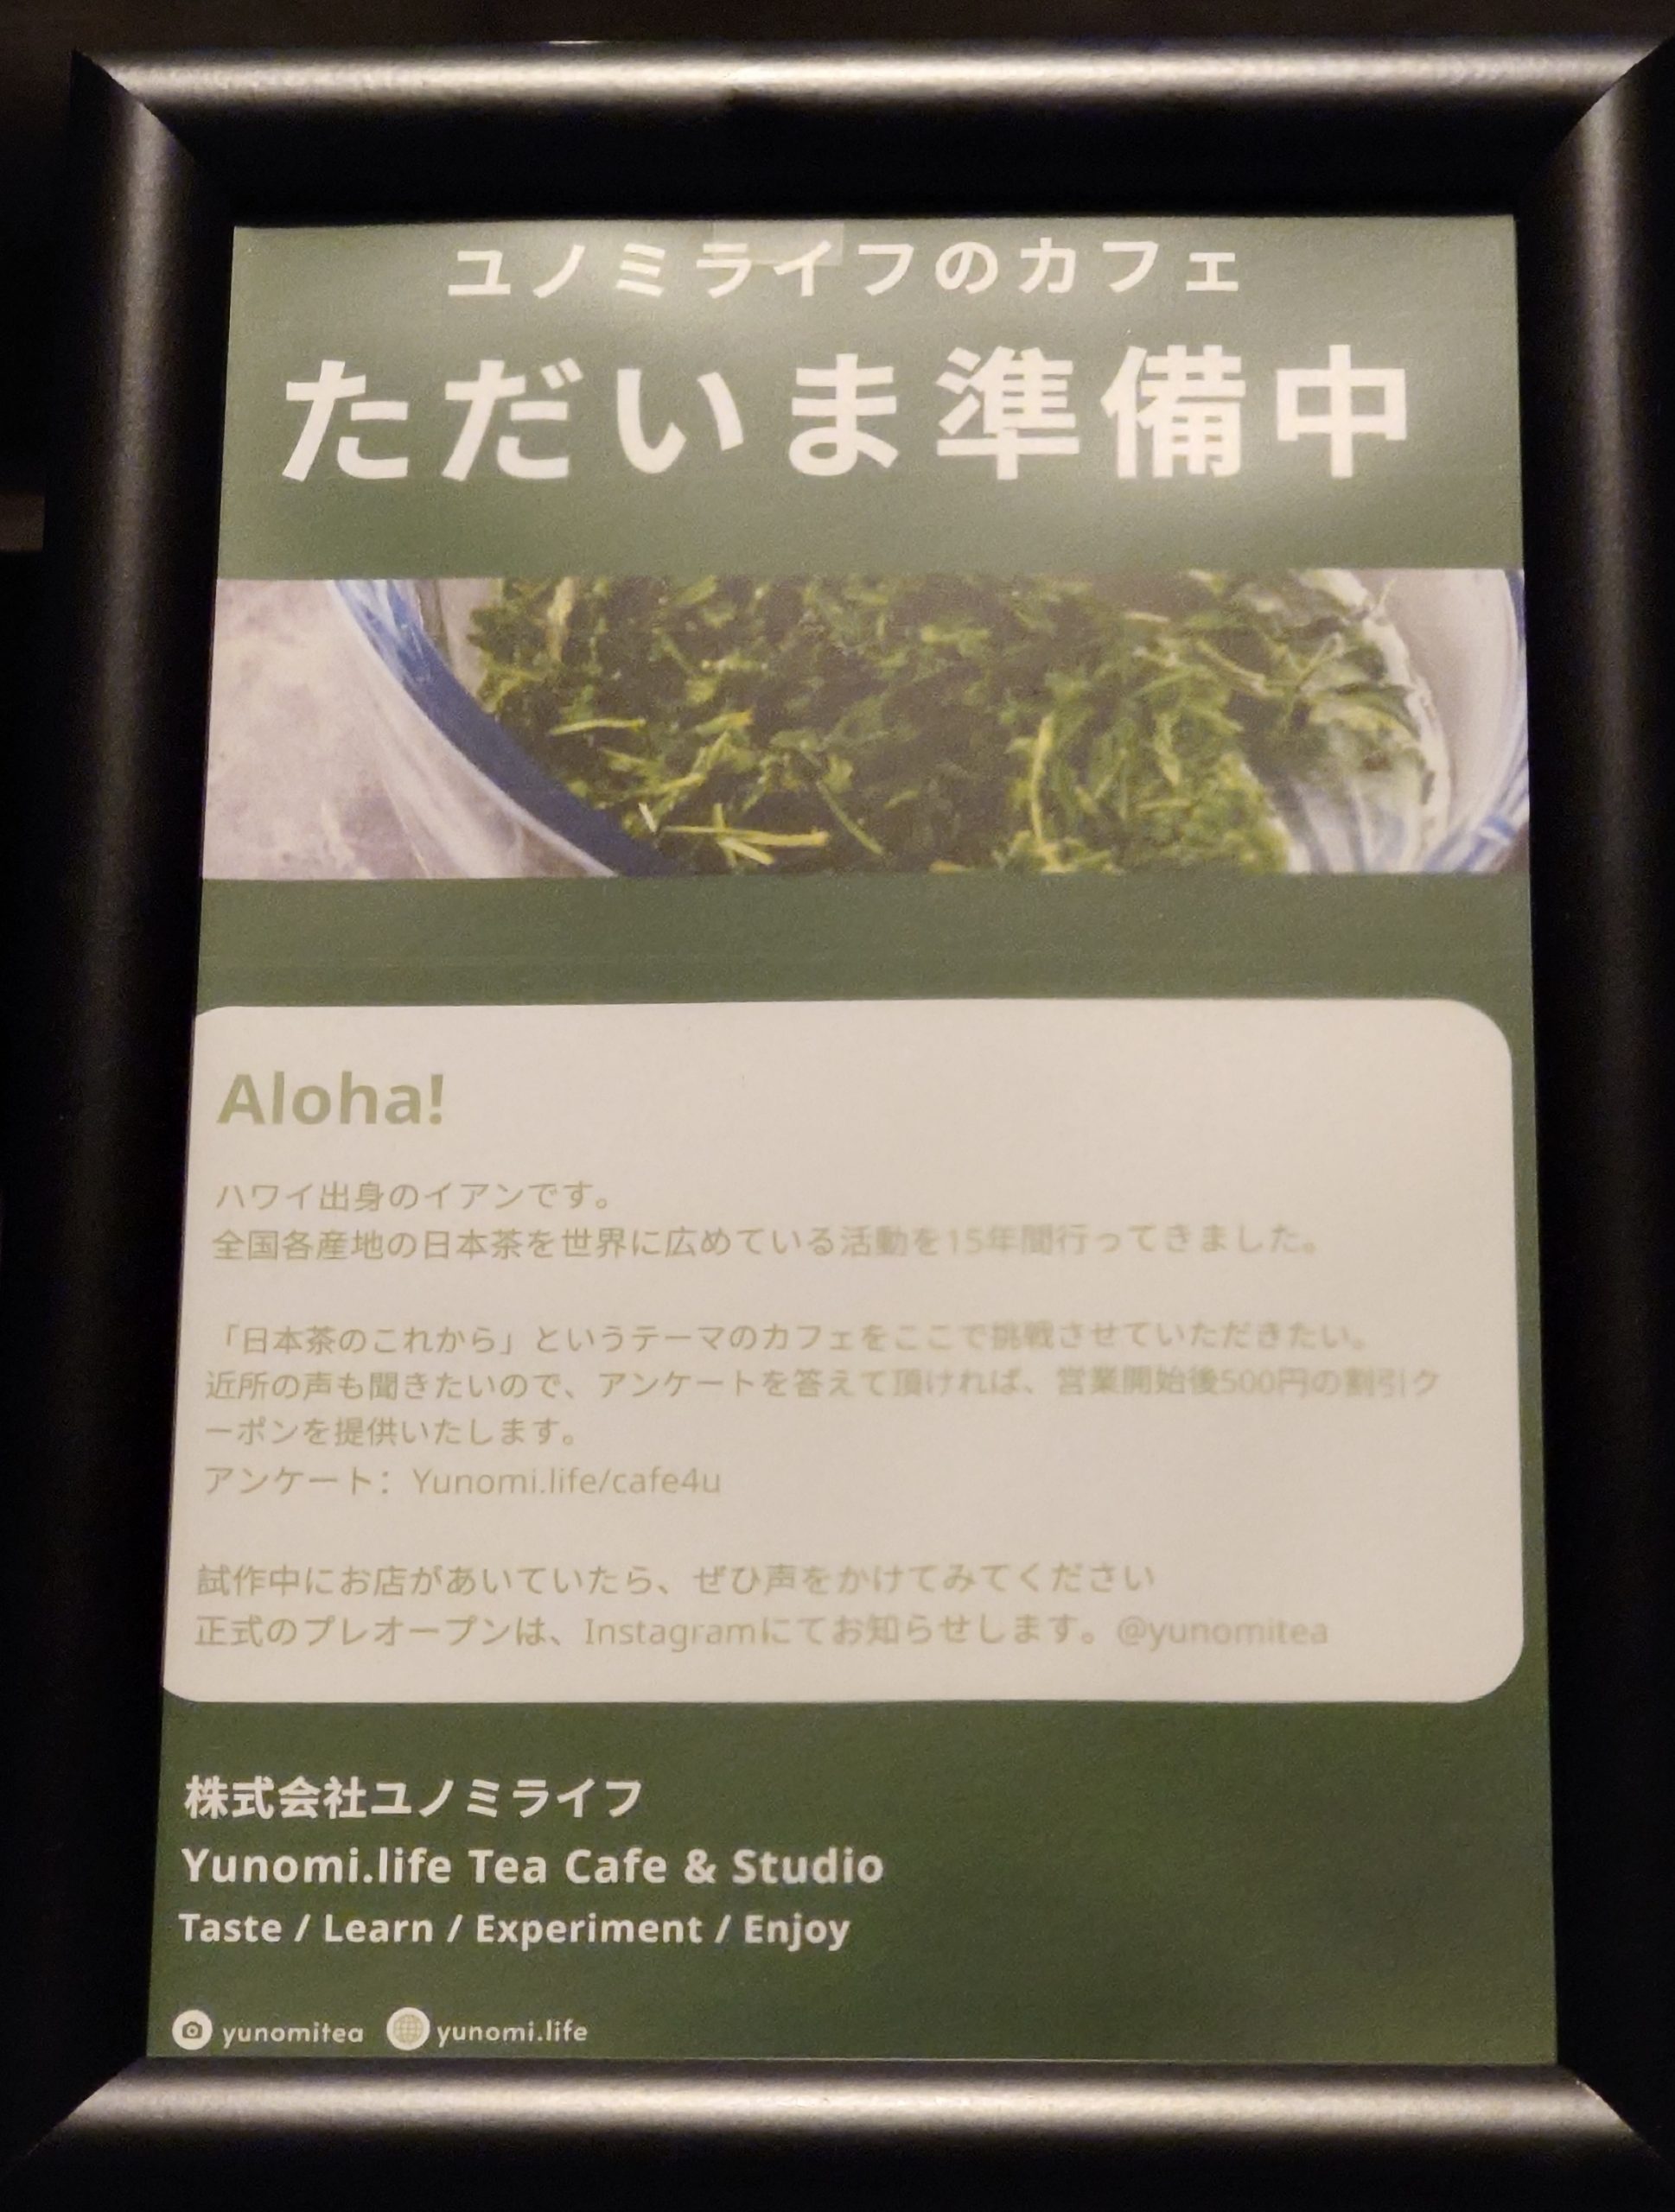 ユノミライフのカフェ
ただいま準備中
Aloha!
ハワイ出身のイアンです。
全国各産地の日本茶を世界に広めている活動を15年間行ってきました。
「日本茶のこれから」というテーマのカフェをここで挑戦させていただきたい。
近所の声も聞きたいので、アンケートを答えて頂ければ、営業開始後500円の割引ク
ーポンを提供いたします。
アンケート：Yunomi.life/cafe4u
試作中にお店があいていたら、ぜひ声をかけてみてください
正式のプレオープンは、Instagramにてお知らせします。@yunomitea
株式会社ユノミライフ
Yunomi.life Tea Cafe & Studio
Taste / Learn / Experiment / Enjoy
yunomitea yunomi.life